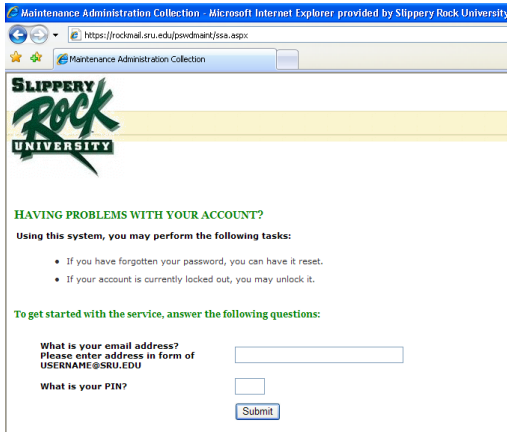 Maintenance Administration Collection - Microsoft Internet Explorer provided by Slippery Rock University
https://rockmail.sru.edu/pswdmaint/ssa.aspx
Maintenance Administration Collection
SLIPPERY
ROCK
UNIVERSITY
HAVING PROBLEMS WITH YOUR ACCOUNT?
Using this system, you may perform the following tasks:
• If you have forgotten your password, you can have it reset.
• If your account is currently locked out, you may unlock it.
To get started with the service, answer the following questions:
What is your email address?
Please enter address in form of
USERNAME@SRU.EDU
What is your PIN?
Submit